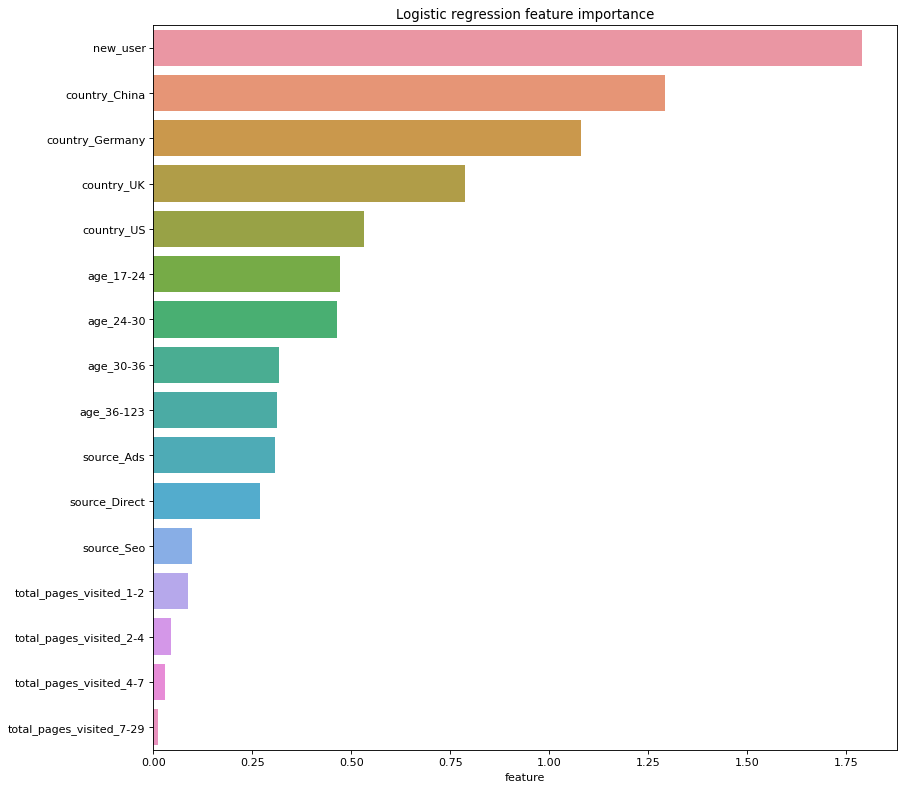 Logistic regression feature importance
new_user
country_China
country_Germany
country_UK
country_US
age_17-24
age_24-30
age_30-36
age_36-123
source_Ads
source_Direct
source_Seo
total_pages_visited_1-2
total_pages_visited_2-4
total_pages_visited_4-7
total_pages_visited_7-29
0.00 0.25 0.50 0.75 1.00 1.25 1.50 1.75
feature